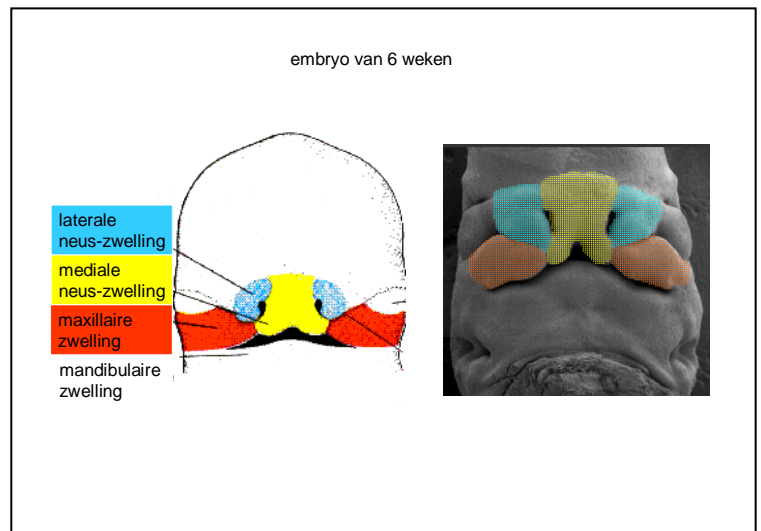 embryo van 6 weken
laterale
neus-zwelling
mediale
neus-zwelling
maxillaire
zwelling
mandibulaire
zwelling